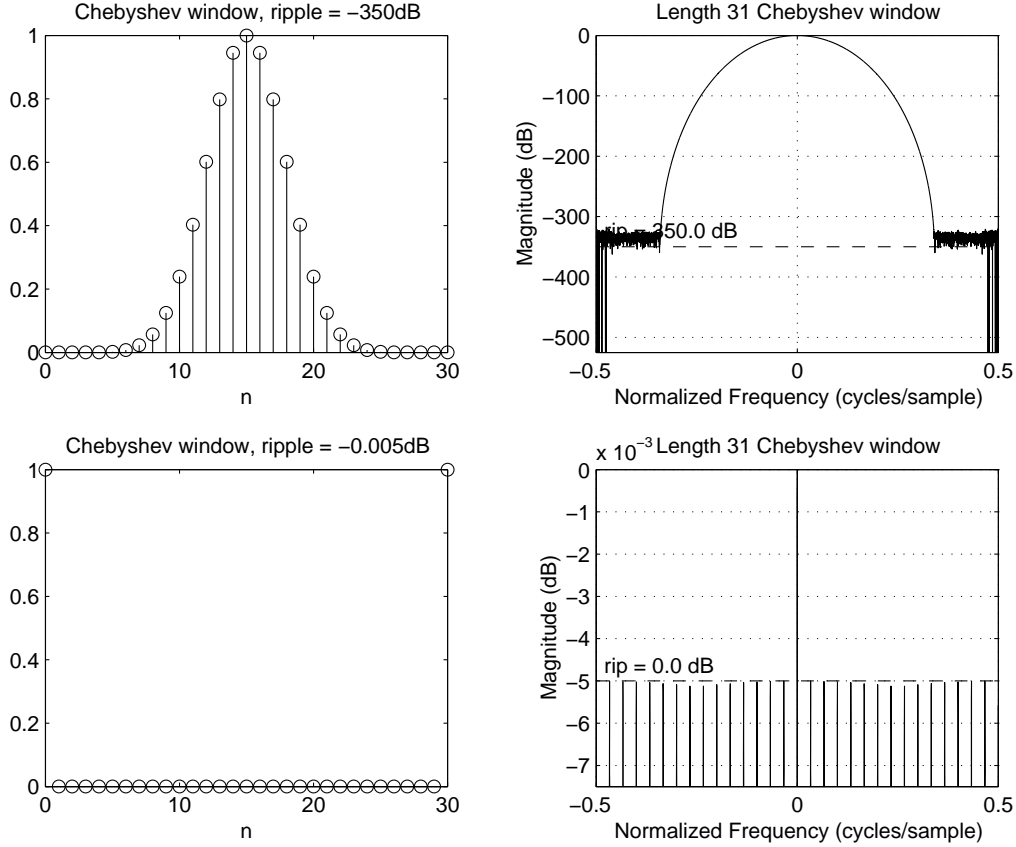 Chebyshev window, ripple = −350dB
1
0.8
0.6
0.4
0.2
0
0 10 20 30
n
Length 31 Chebyshev window
0
−100
−200
−300
−400
−500
Magnitude (dB)
rip = 350.0 dB
−0.5 0 0.5
Normalized Frequency (cycles/sample)
Chebyshev window, ripple = −0.005dB
1
0.8
0.6
0.4
0.2
0
0 10 20 30
n
x 10⁻³ Length 31 Chebyshev window
0
−1
−2
−3
−4
−5
−6
−7
Magnitude (dB)
rip = 0.0 dB
−0.5 0 0.5
Normalized Frequency (cycles/sample)